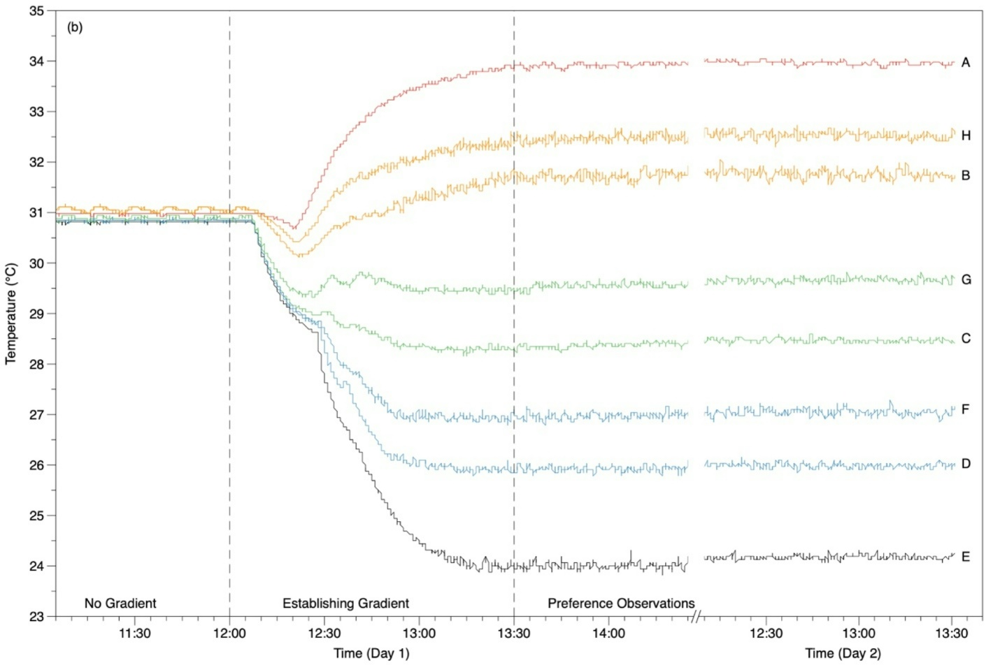 (b)
35
34
33
32
31
30
29
28
27
26
25
24
23
Temperature (°C)
A
H
B
G
C
F
D
E
No Gradient
Establishing Gradient
Preference Observations
11:30
12:00
12:30
13:00
13:30
14:00
12:30
13:00
13:30
Time (Day 1)
Time (Day 2)